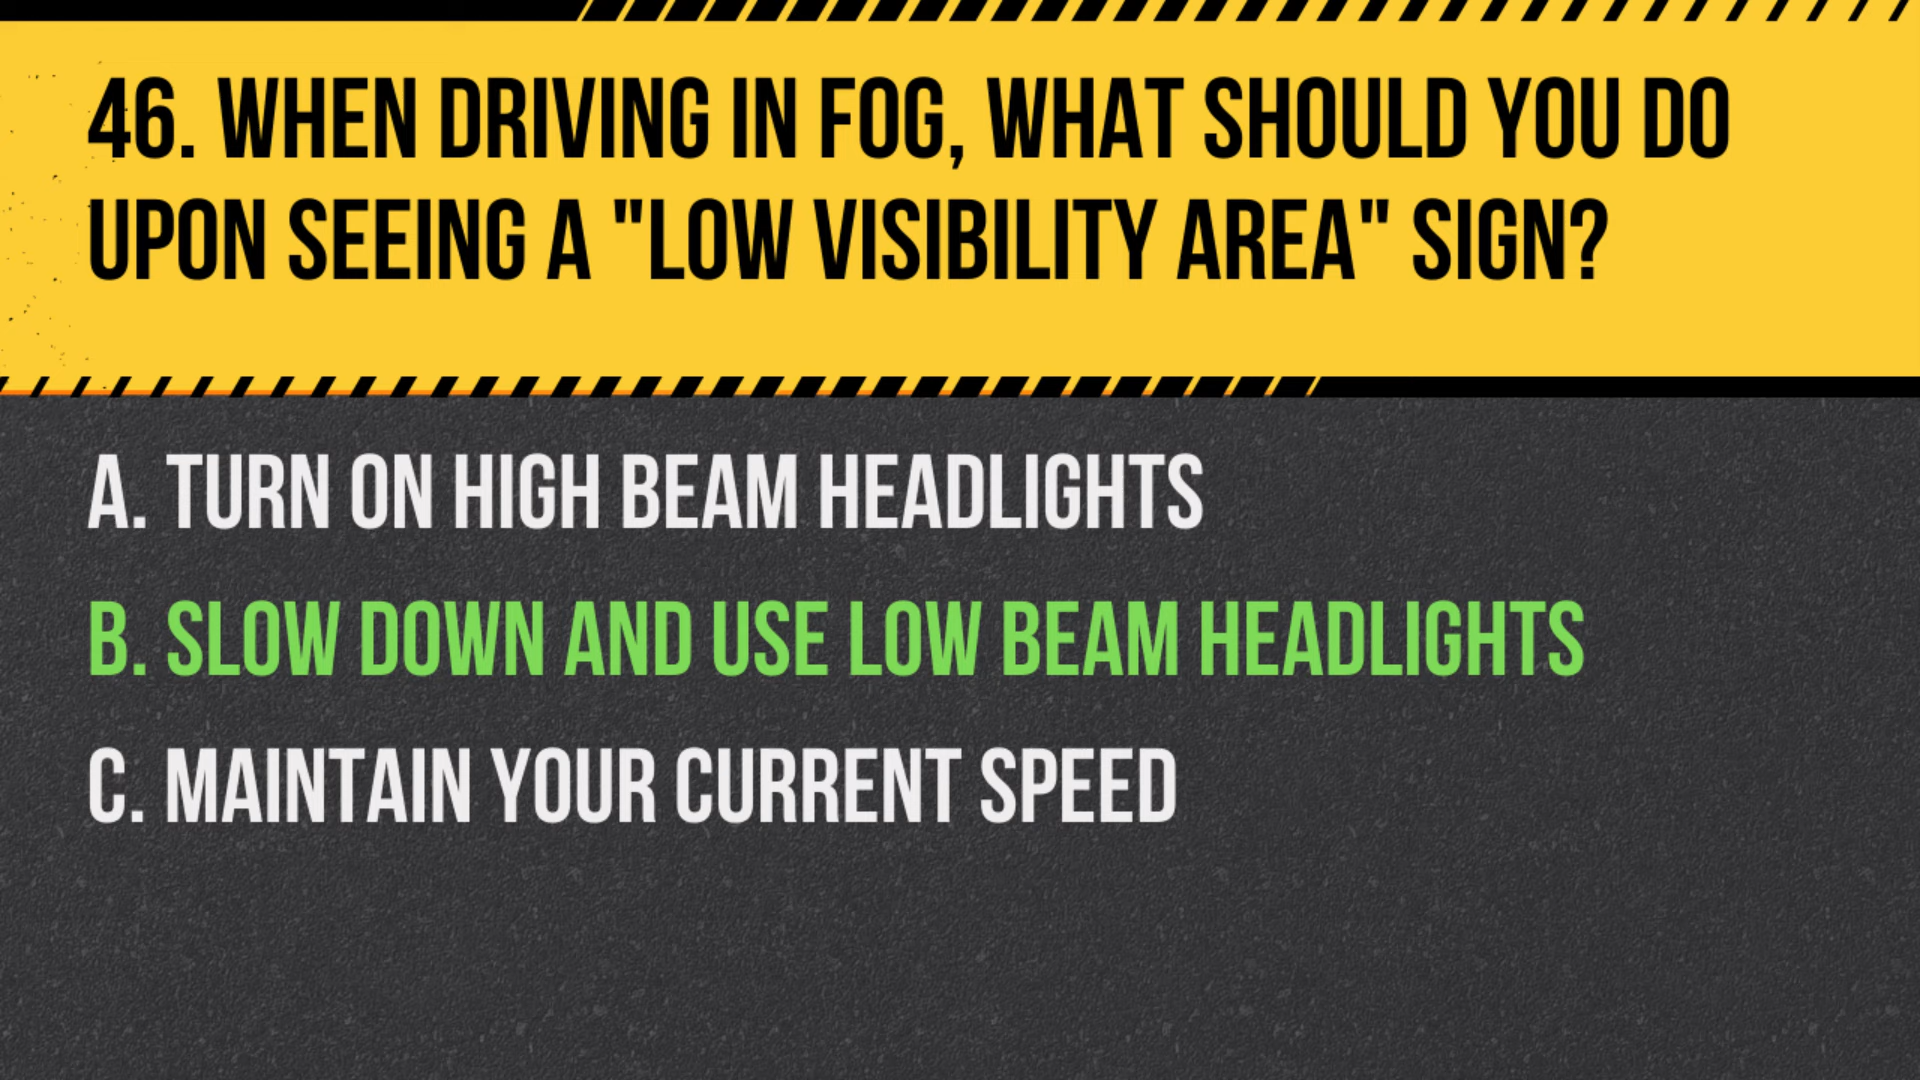 46. WHEN DRIVING IN FOG, WHAT SHOULD YOU DO
UPON SEEING A "LOW VISIBILITY AREA" SIGN?
A. TURN ON HIGH BEAM HEADLIGHTS
B. SLOW DOWN AND USE LOW BEAM HEADLIGHTS
C. MAINTAIN YOUR CURRENT SPEED